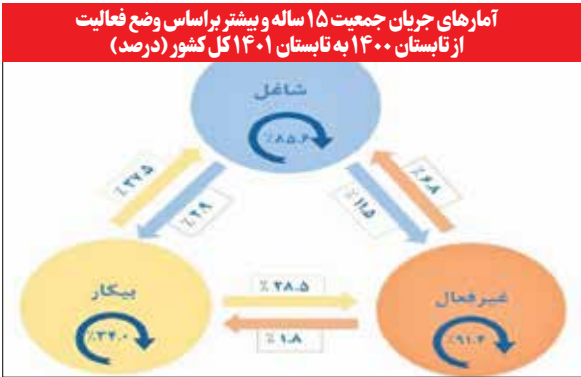 آمارهای جریان جمعیت ۱۵ ساله و بیشتر براساس وضع فعالیت
از تابستان ۱۴۰۰ به تابستان ۱۴۰۱ کل کشور (درصد)
شاغل
٪۸۵.۶
٪۳۷.۵
٪۲.۹
٪۶.۸
٪۱۱.۵
بیکار
٪۳۴.۰
٪۲۸.۵
٪۱.۸
غیرفعال
٪۹۱.۴